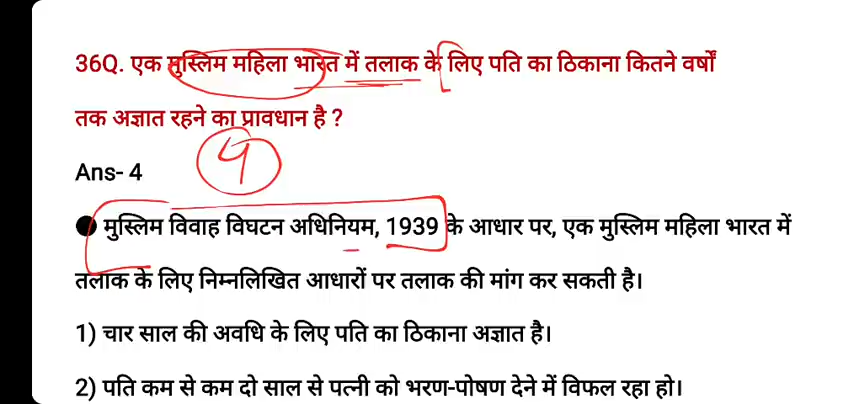 36Q. एक मुस्लिम महिला भारत में तलाक के लिए पति का ठिकाना कितने वर्षों
तक अज्ञात रहने का प्रावधान है ?
4
Ans- 4
● मुस्लिम विवाह विघटन अधिनियम, 1939 के आधार पर, एक मुस्लिम महिला भारत में
तलाक के लिए निम्नलिखित आधारों पर तलाक की मांग कर सकती है।
1) चार साल की अवधि के लिए पति का ठिकाना अज्ञात है।
2) पति कम से कम दो साल से पत्नी को भरण-पोषण देने में विफल रहा हो।